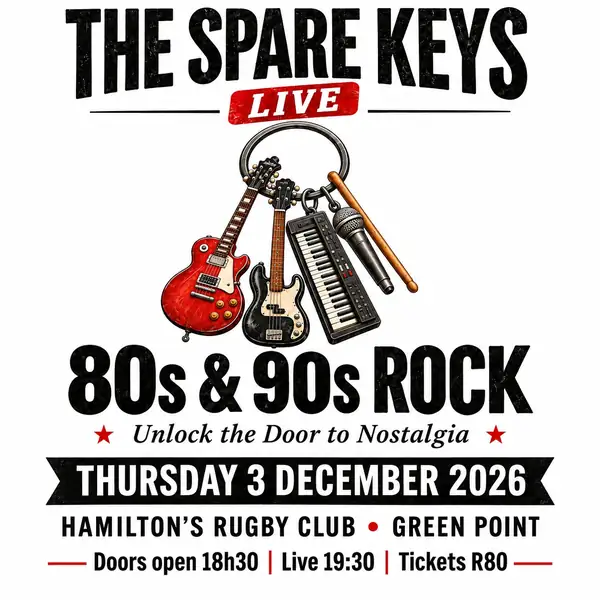 THE SPARE KEYS
LIVE
80s & 90s ROCK
★ Unlock the Door to Nostalgia ★
THURSDAY 3 DECEMBER 2026
HAMILTON'S RUGBY CLUB • GREEN POINT
Doors open 18h30 | Live 19:30 | Tickets R80